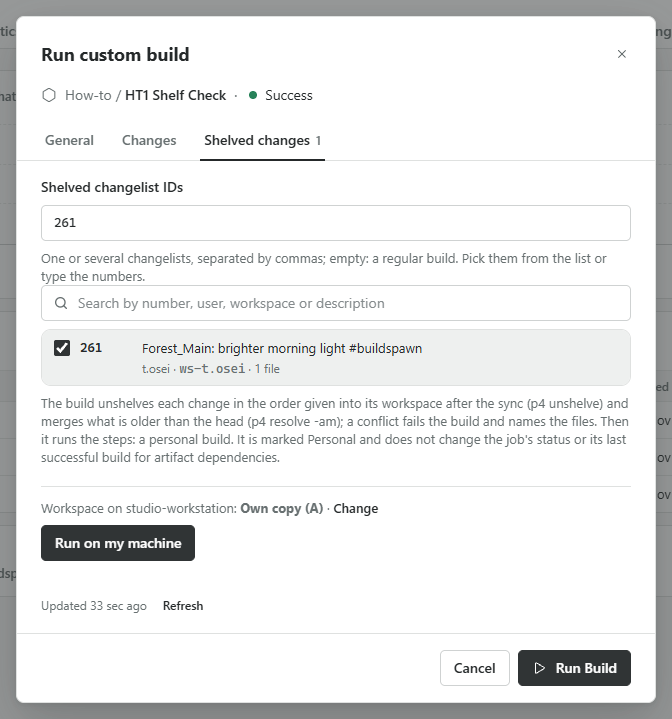 Run custom build
How-to / HT1 Shelf Check · Success
General Changes Shelved changes 1
Shelved changelist IDs
261
One or several changelists, separated by commas; empty: a regular build. Pick them from the list or
type the numbers.
Search by number, user, workspace or description
261 Forest_Main: brighter morning light #buildspawn
t.osei · ws-t.osei · 1 file
The build unshelves each change in the order given into its workspace after the sync (p4 unshelve) and
merges what is older than the head (p4 resolve -am); a conflict fails the build and names the files. Then
it runs the steps: a personal build. It is marked Personal and does not change the job's status or its last
successful build for artifact dependencies.
Workspace on studio-workstation: Own copy (A) · Change
Run on my machine
Updated 33 sec ago Refresh
Cancel Run Build